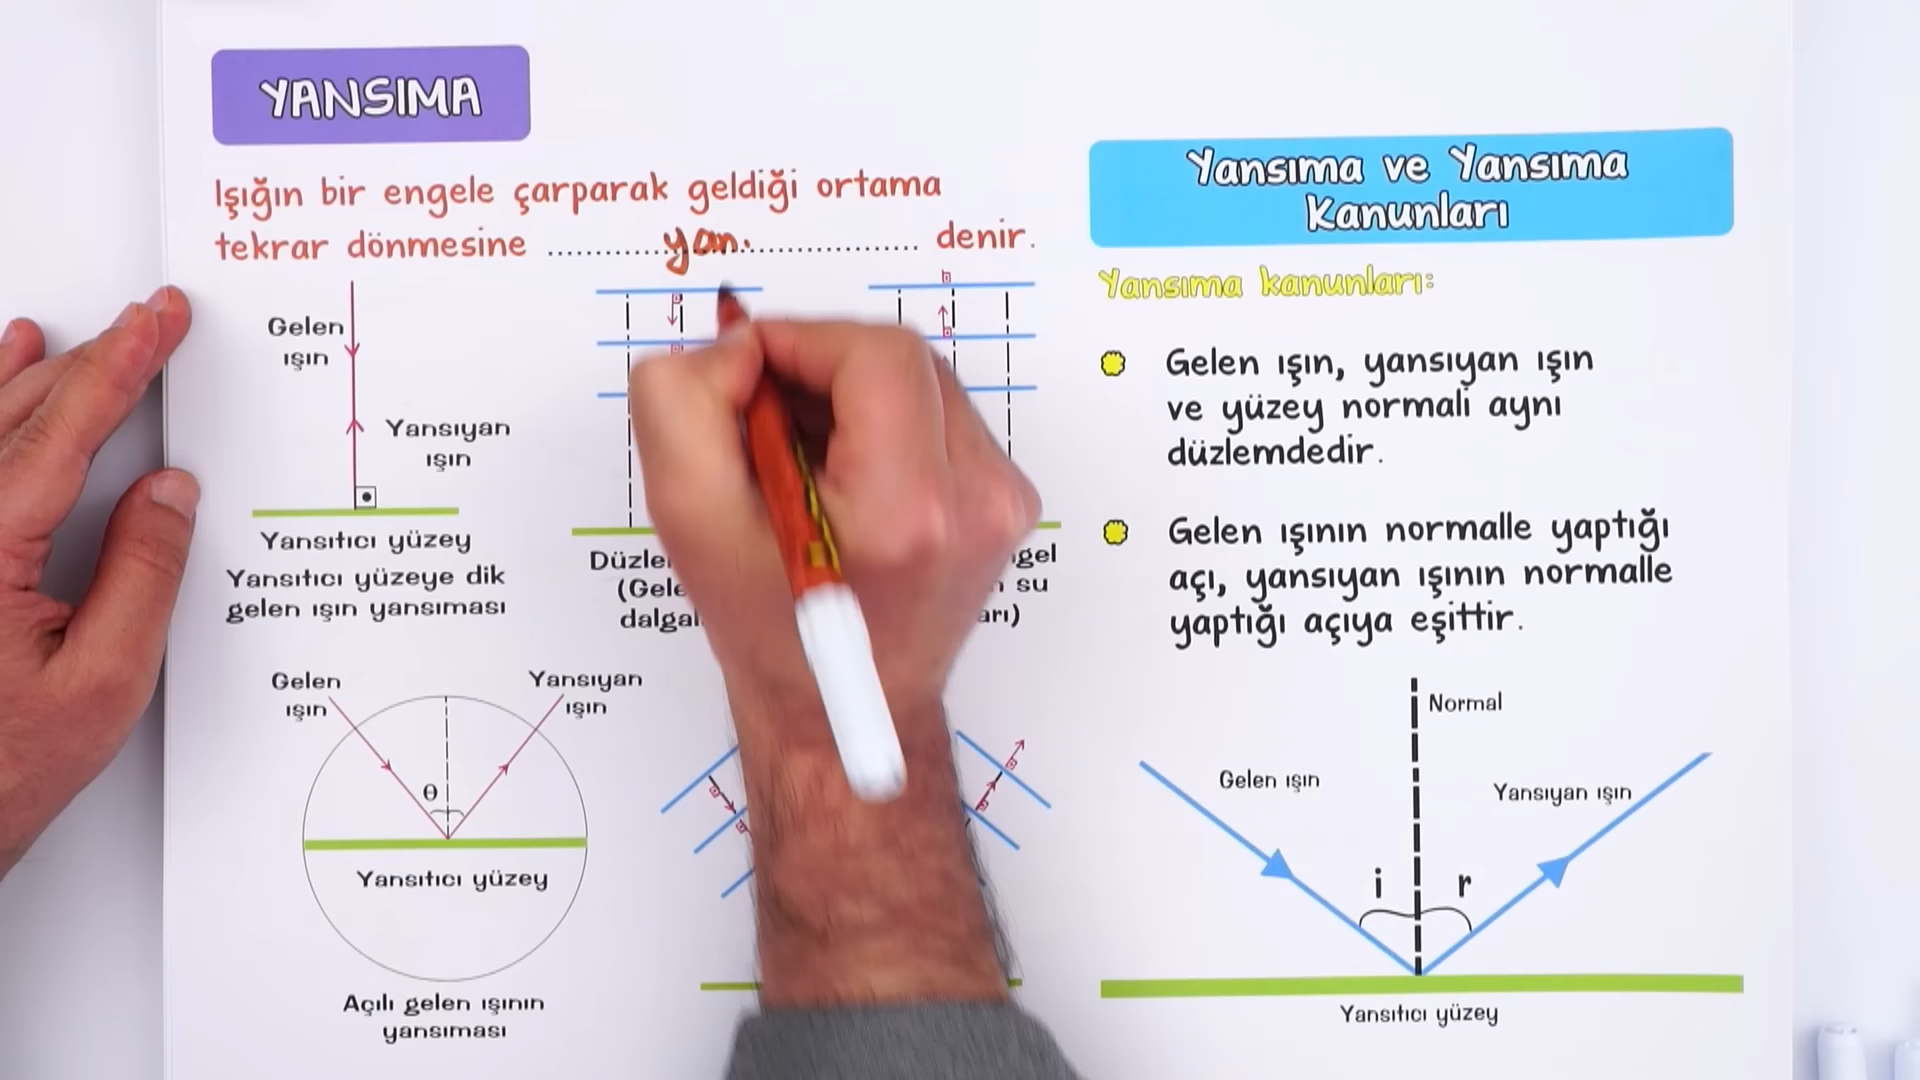 YANSIMA
Işığın bir engele çarparak geldiği ortama
tekrar dönmesine .......... yan. .......... denir.
Gelen
ışın
Yansıyan
ışın
Yansıtıcı yüzey
Yansıtıcı yüzeye dik
gelen ışın yansıması
su
Gelen
ışın
Yansıyan
ışın
θ
Yansıtıcı yüzey
Açılı gelen ışının
yansıması
Yansıma ve Yansıma
Kanunları
Yansıma kanunları:
Gelen ışın, yansıyan ışın
ve yüzey normali aynı
düzlemdedir.
Gelen ışının normalle yaptığı
açı, yansıyan ışının normalle
yaptığı açıya eşittir.
Normal
Gelen ışın
Yansıyan ışın
i r
Yansıtıcı yüzey